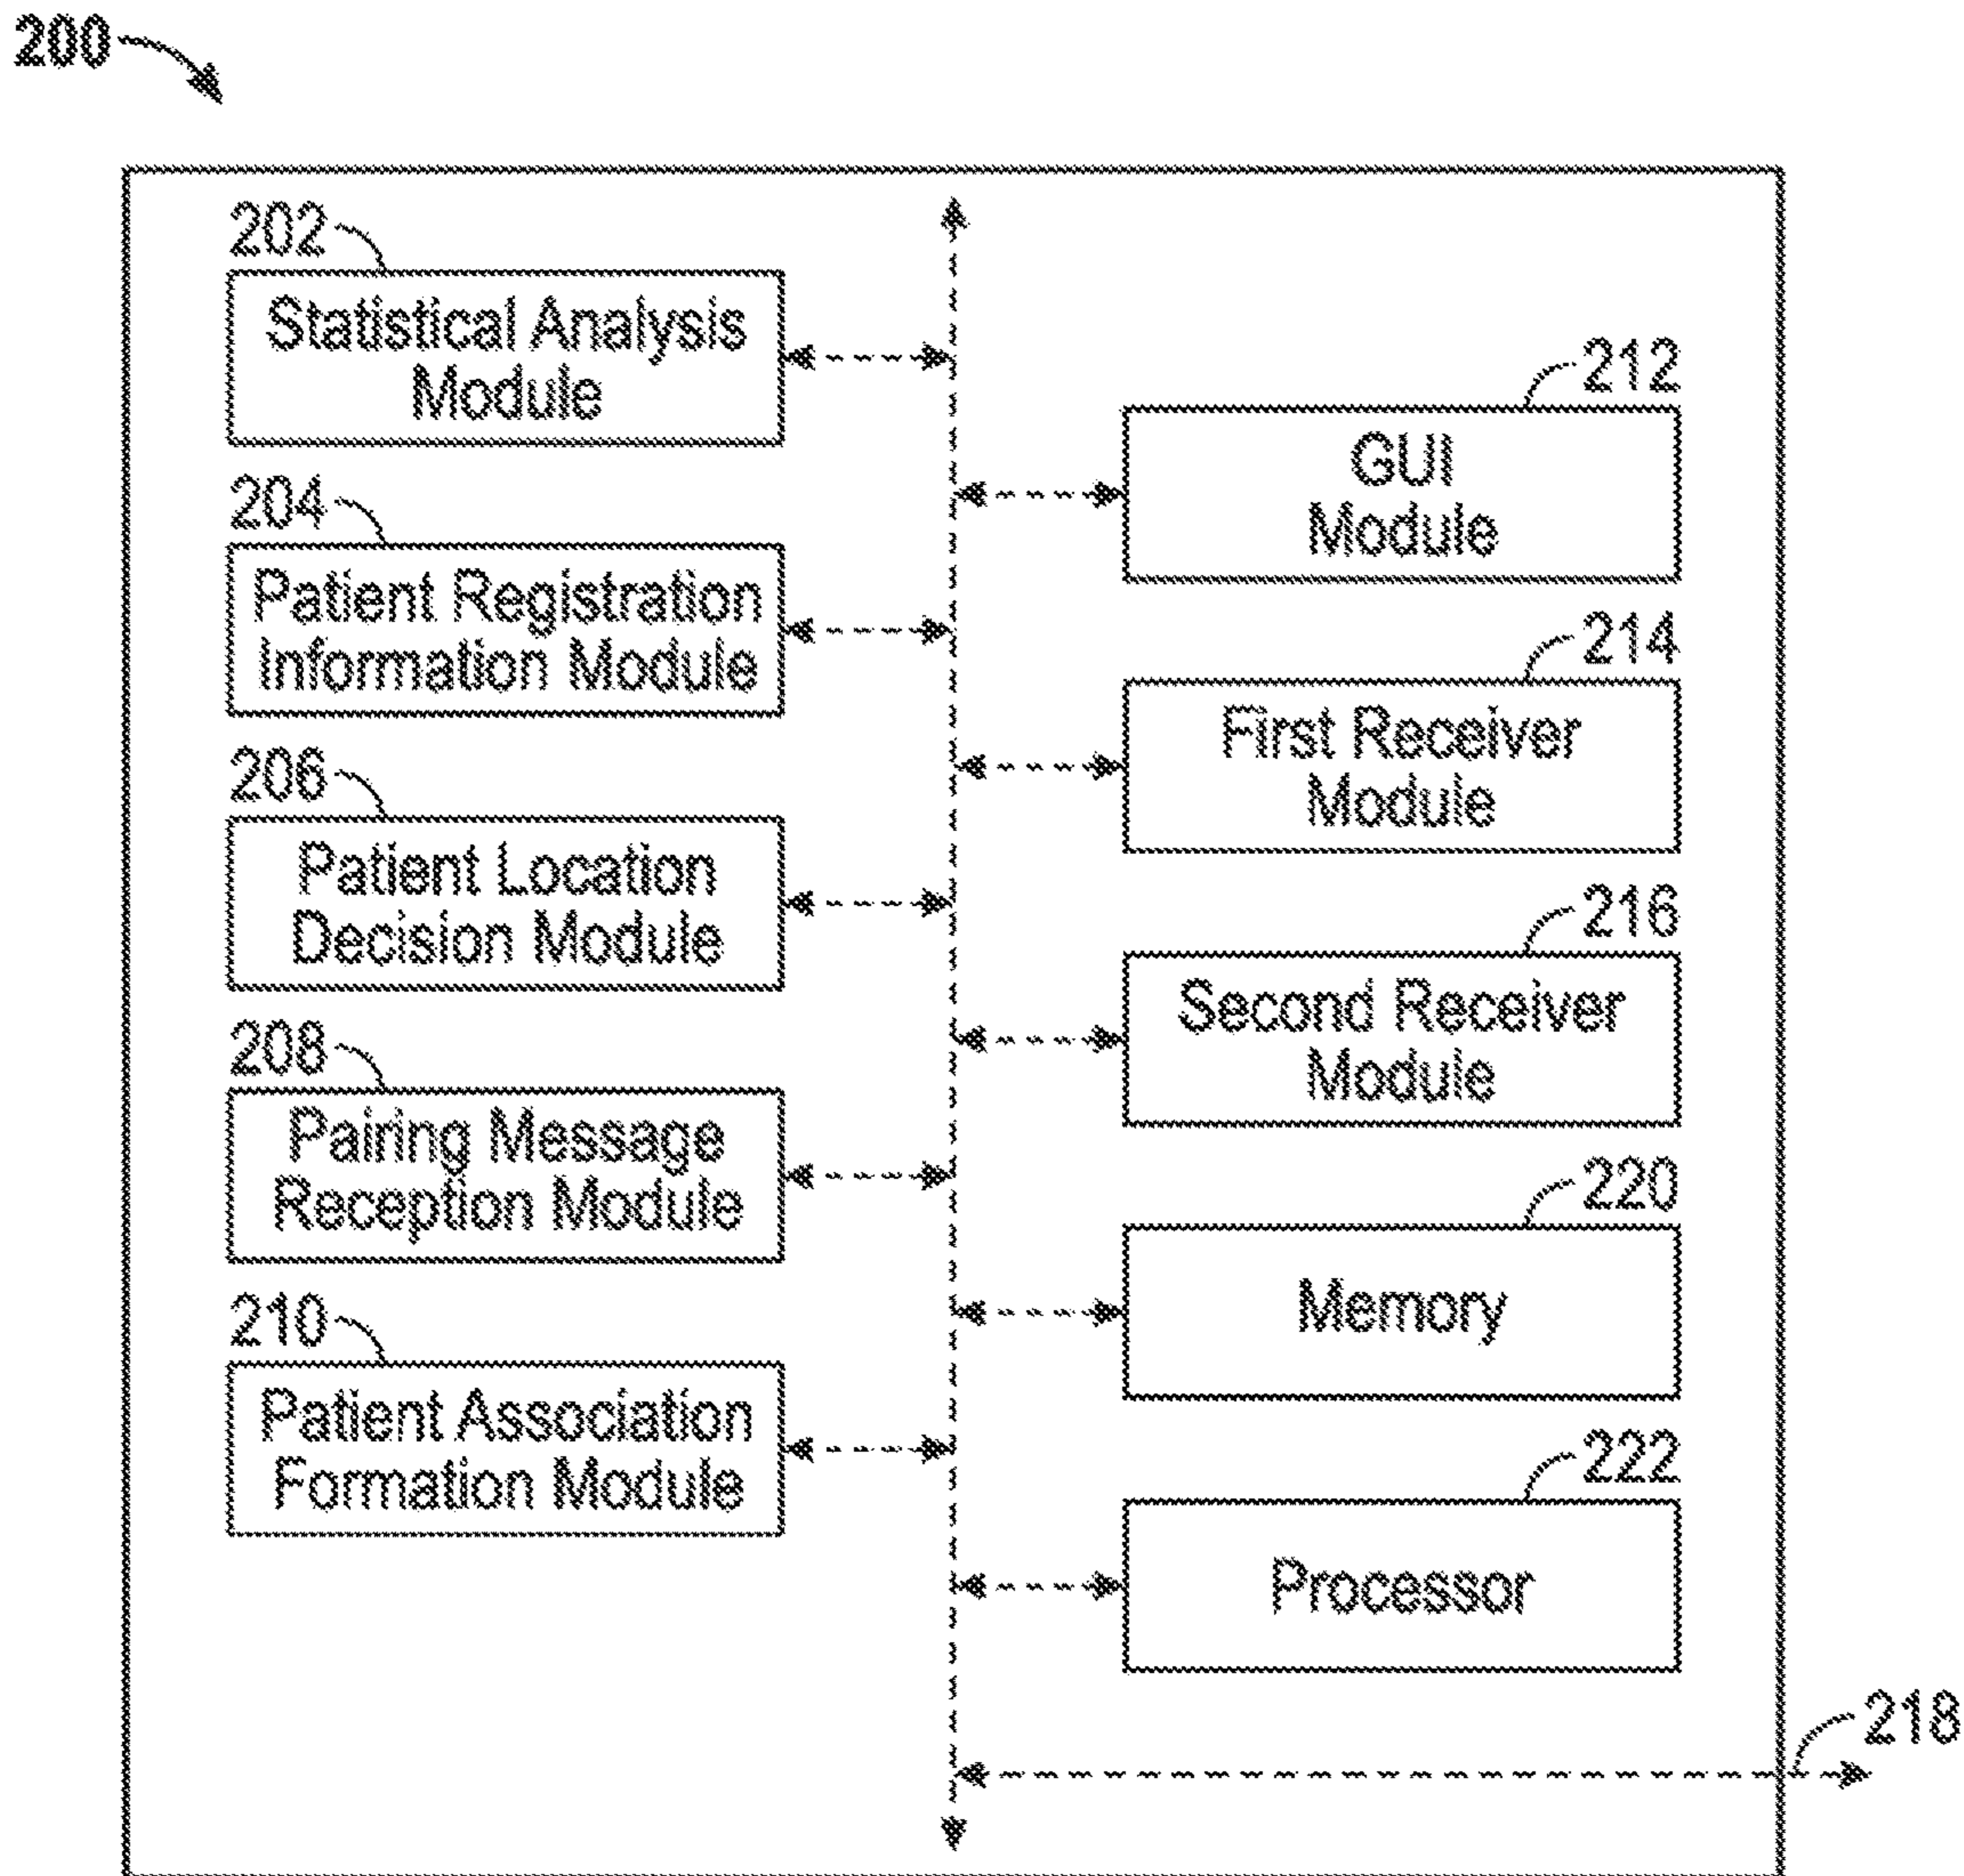 200
202
Statistical Analysis
Module
204
Patient Registration
Information Module
206
Patient Location
Decision Module
208
Pairing Message
Reception Module
210
Patient Association
Formation Module
212
GUI
Module
214
First Receiver
Module
216
Second Receiver
Module
220
Memory
222
Processor
218